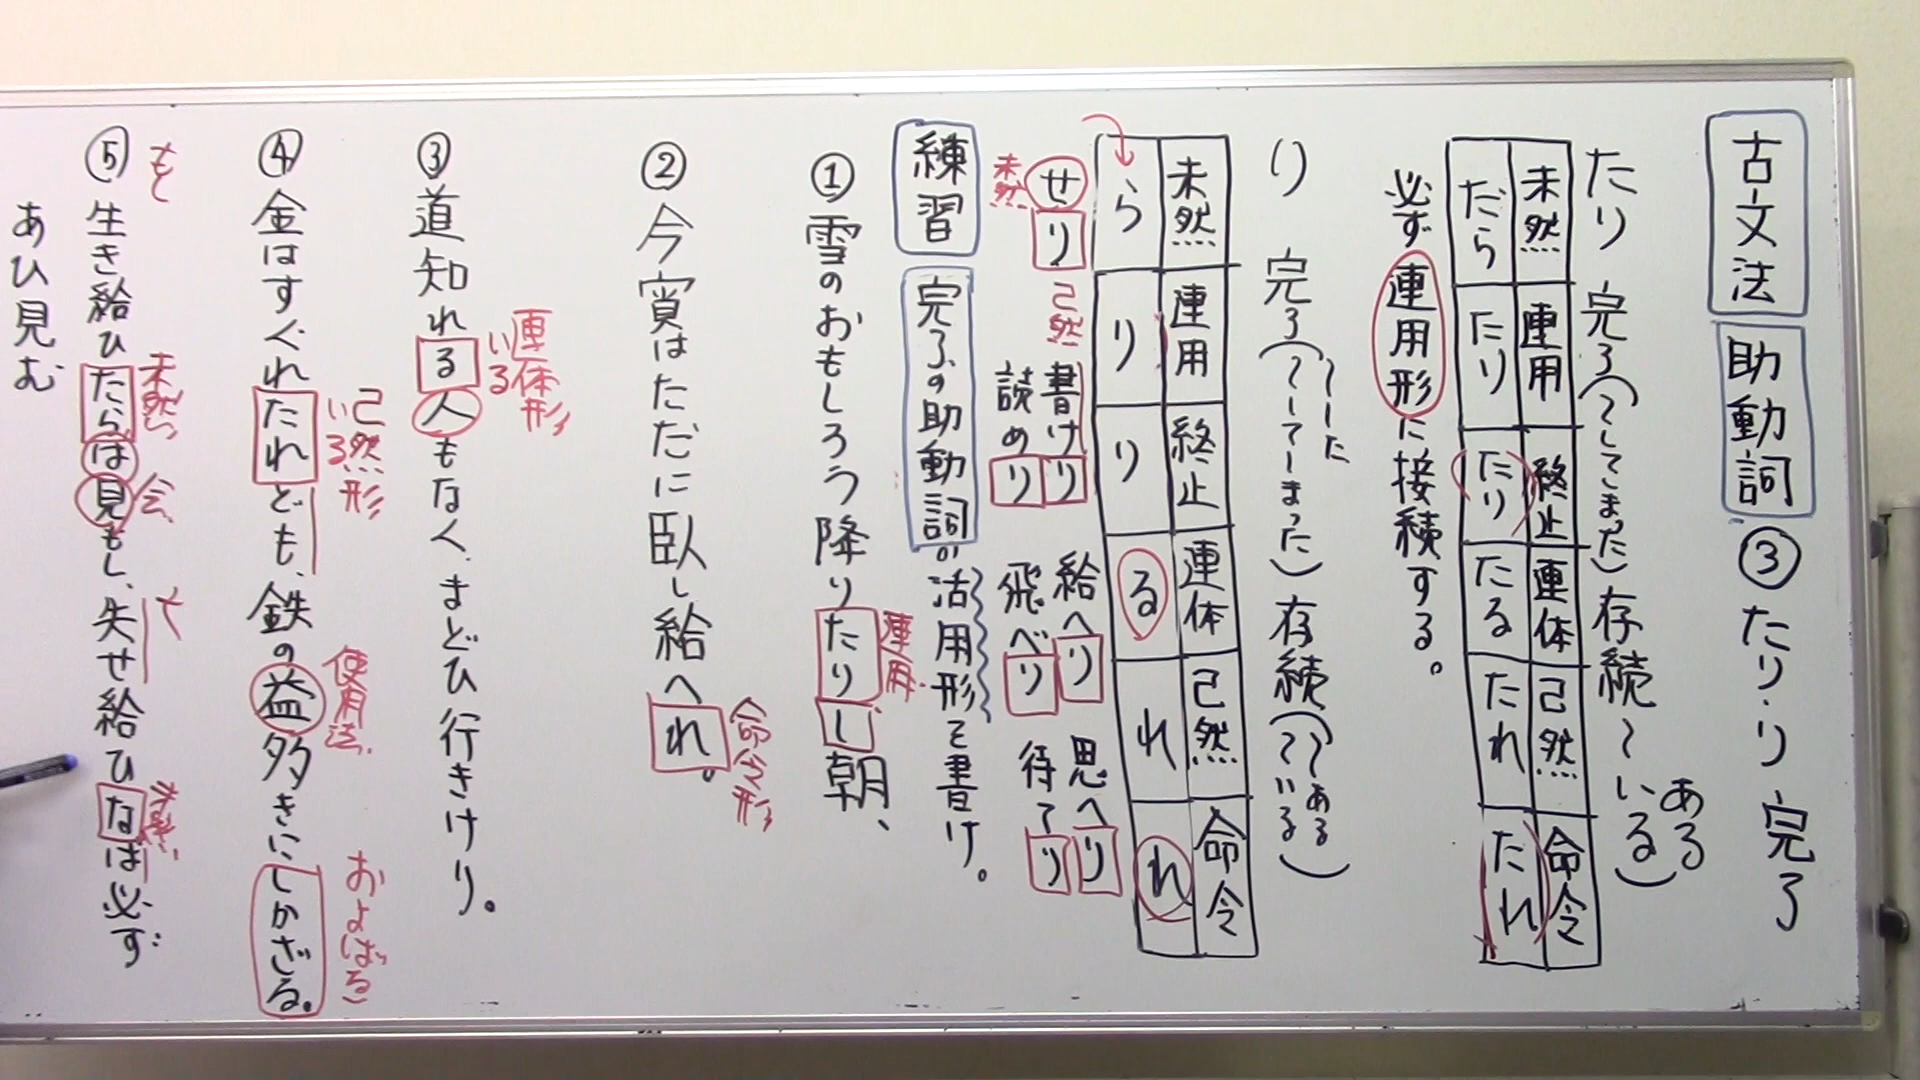 古文法 助動詞 ③ たり・り 完了
たり 完了(〜してしまった) 存続〜いる)
ある
未然 連用 終止 連体 已然 命令
たら たり たり たる たれ たれ
必ず連用形に接続する。
り 完了(〜してしまった) 存続(〜いる)
〜した
〜ある
未然 連用 終止 連体 已然 命令
ら り り る れ れ
せり 已然 書けり 給へり 思へり
未然 読めり 飛べり 待てり
練習 完了の助動詞の活用形を書け。
①雪のおもしろう降りたりし朝、
連用
②今宵はただに臥し給へれ。
命令形
③道知れる人もなく、まどひ行きけり。
連体形
いる
④金はすぐれたれども、鉄の益多きにしかざる。
已然形
いる
使用法
およばない
⑤生き給ひたらば見もし、失せ給ひなば必ず
もし
未然
会
亡
あひ見む